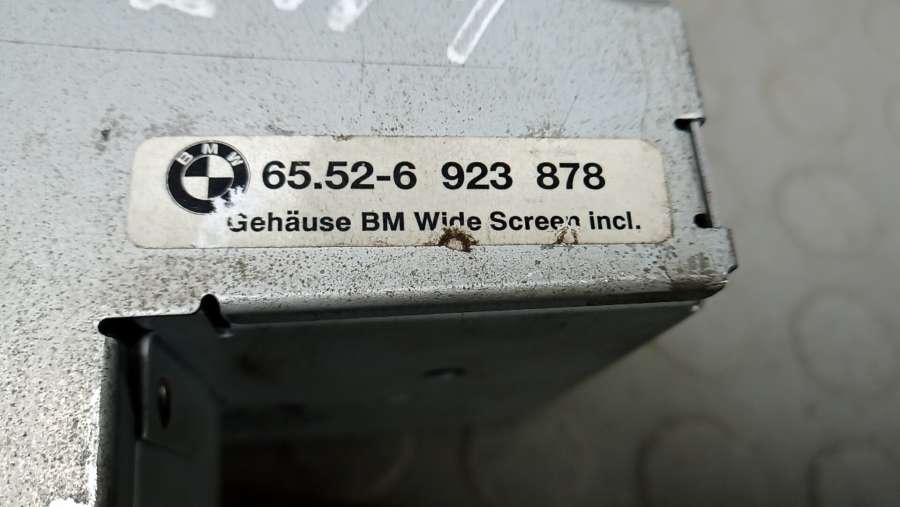 BMW
65.52-6 923 878
Gehäuse BM Wide Screen incl.